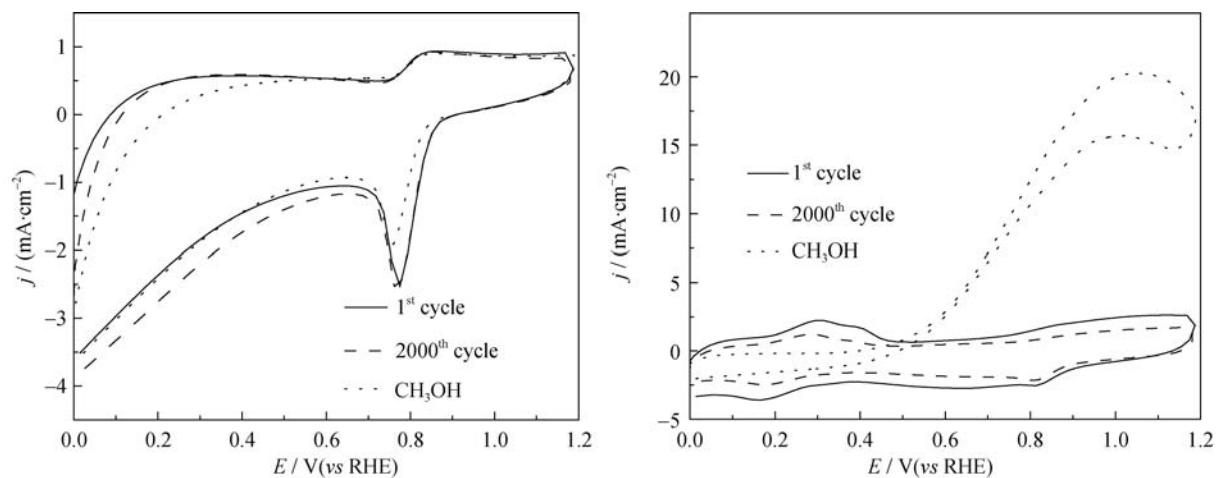 1
0
−1
−2
−3
−4
j / (mA·cm⁻²)
1ˢᵗ cycle
2000ᵗʰ cycle
CH₃OH
0.0 0.2 0.4 0.6 0.8 1.0 1.2
E / V(vs RHE)
20
15
10
5
0
−5
j / (mA·cm⁻²)
1ˢᵗ cycle
2000ᵗʰ cycle
CH₃OH
0.0 0.2 0.4 0.6 0.8 1.0 1.2
E / V(vs RHE)